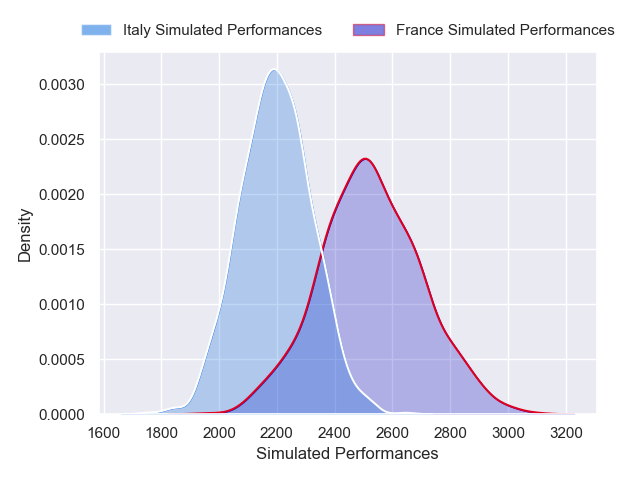 Italy Simulated Performances France Simulated Performances
0.0030
0.0025
0.0020
0.0015
0.0010
0.0005
0.0000
Density
1600 1800 2000 2200 2400 2600 2800 3000 3200
Simulated Performances